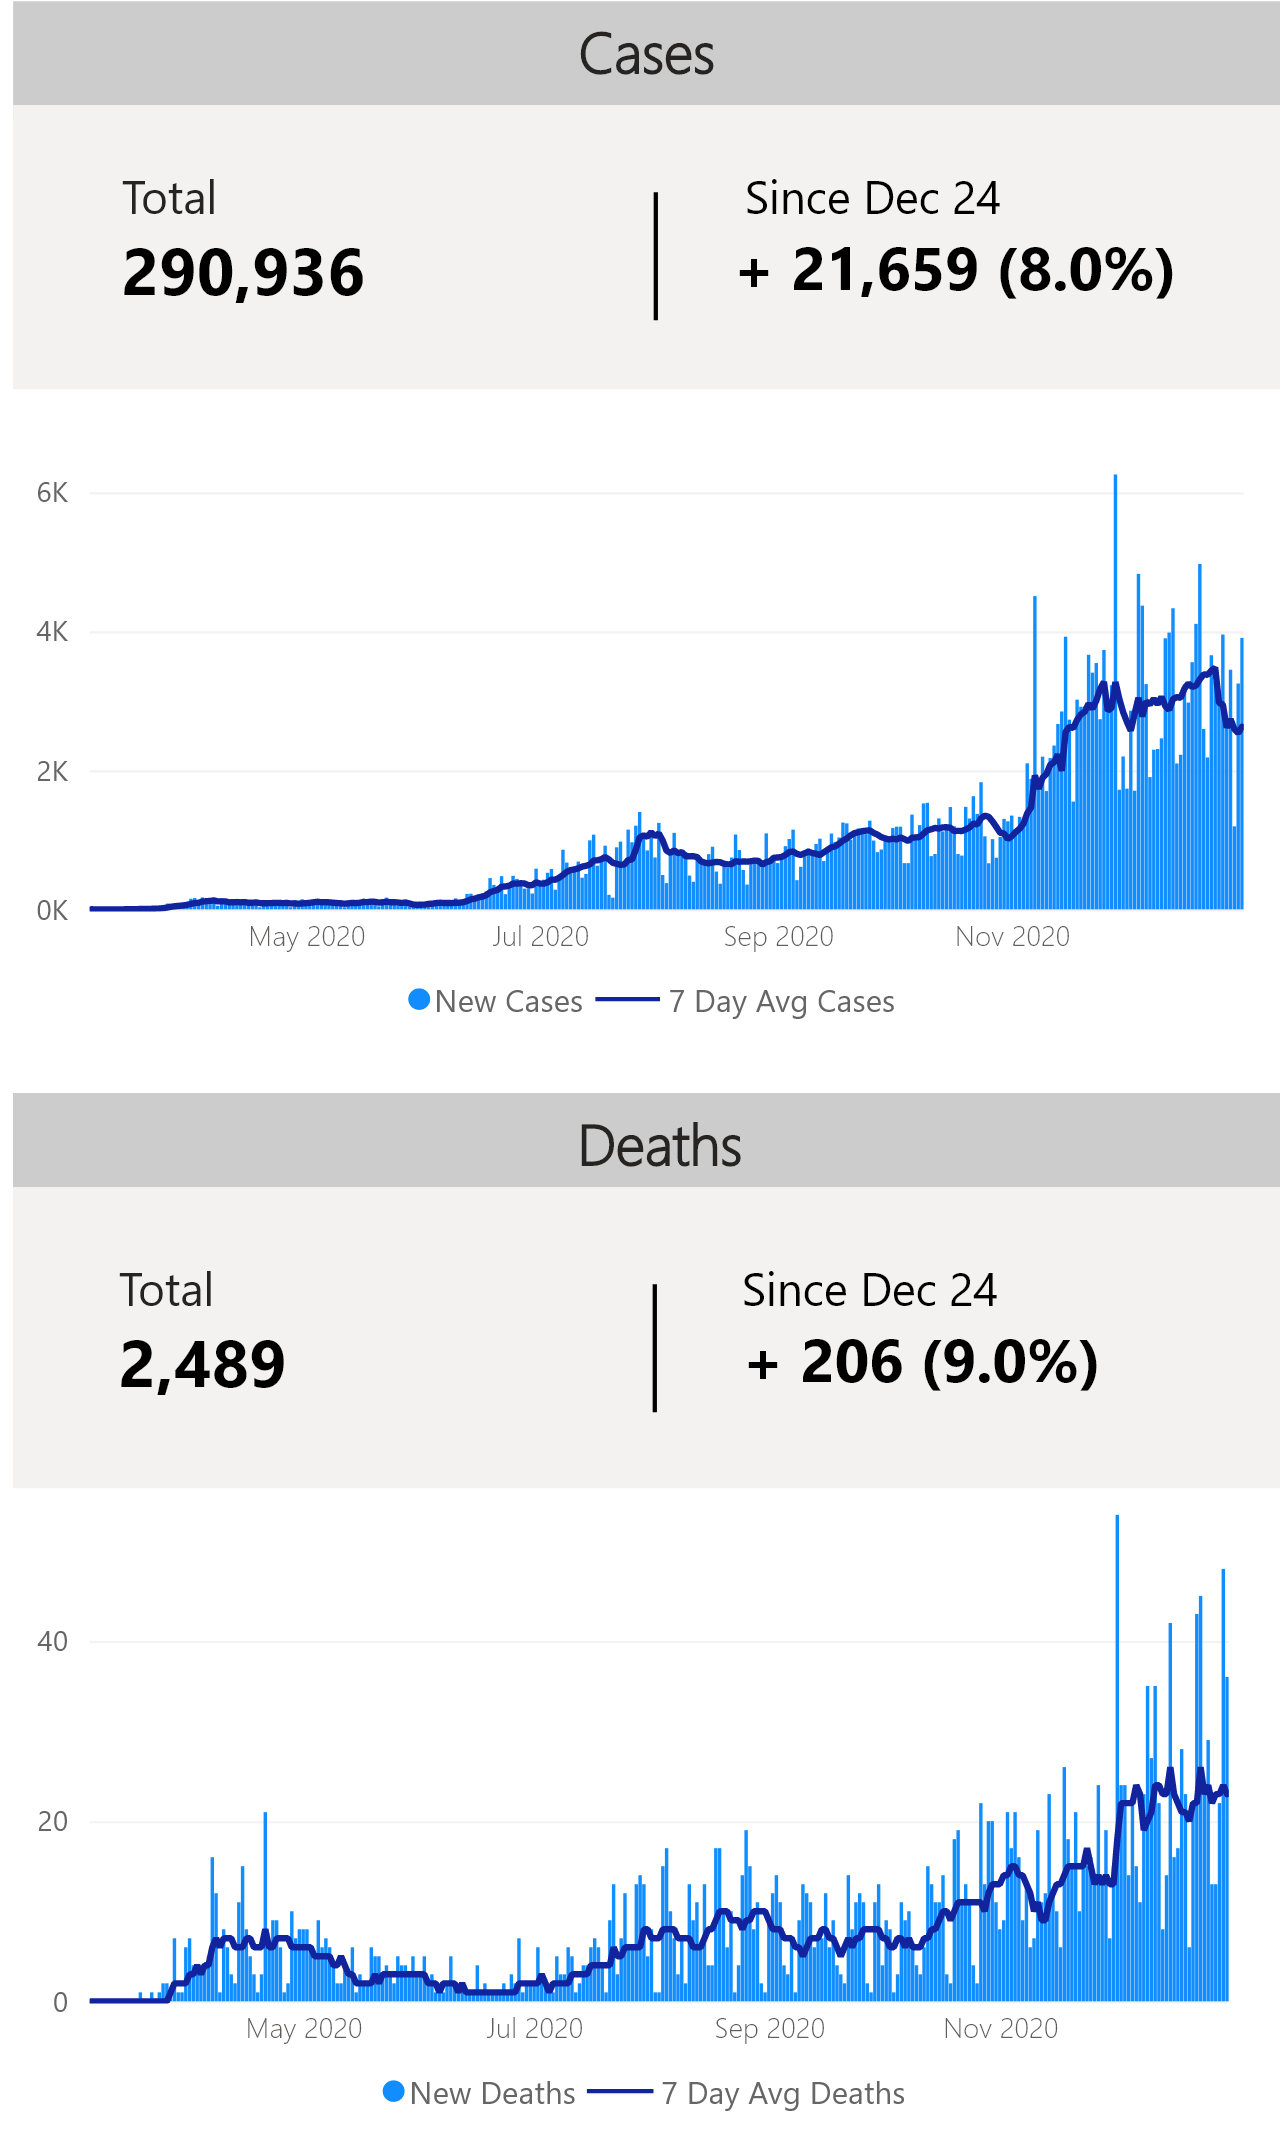 Cases
Total
Since Dec 24
290,936
+ 21,659 (8.0%)
6K
4K
2K
0K
May 2020
Jul 2020
Sep 2020
Nov 2020
New Cases
7 Day Avg Cases
Deaths
Total
Since Dec 24
2,489
+ 206 (9.0%)
40
20
0
May 2020
Jul 2020
Sep 2020
Nov 2020
New Deaths
7 Day Avg Deaths